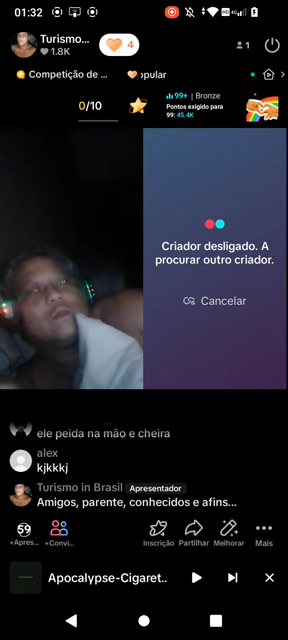 01:32
HD 4G
Turismo...
1.8K
4
1
Competição de ...
opular
0/10
99+ | Bronze
Pontos exigido para
99: 45.4K
Criador desligado. A
procurar outro criador.
Cancelar
ele peida na mão e cheira
alex
kjkkkj
Turismo in Brasil Apresentador
Amigos, parente, conhecidos e afins...
59
+Apres...
+Convi...
Inscrição
Partilhar
Melhorar
Mais
Apocalypse-Cigaret..